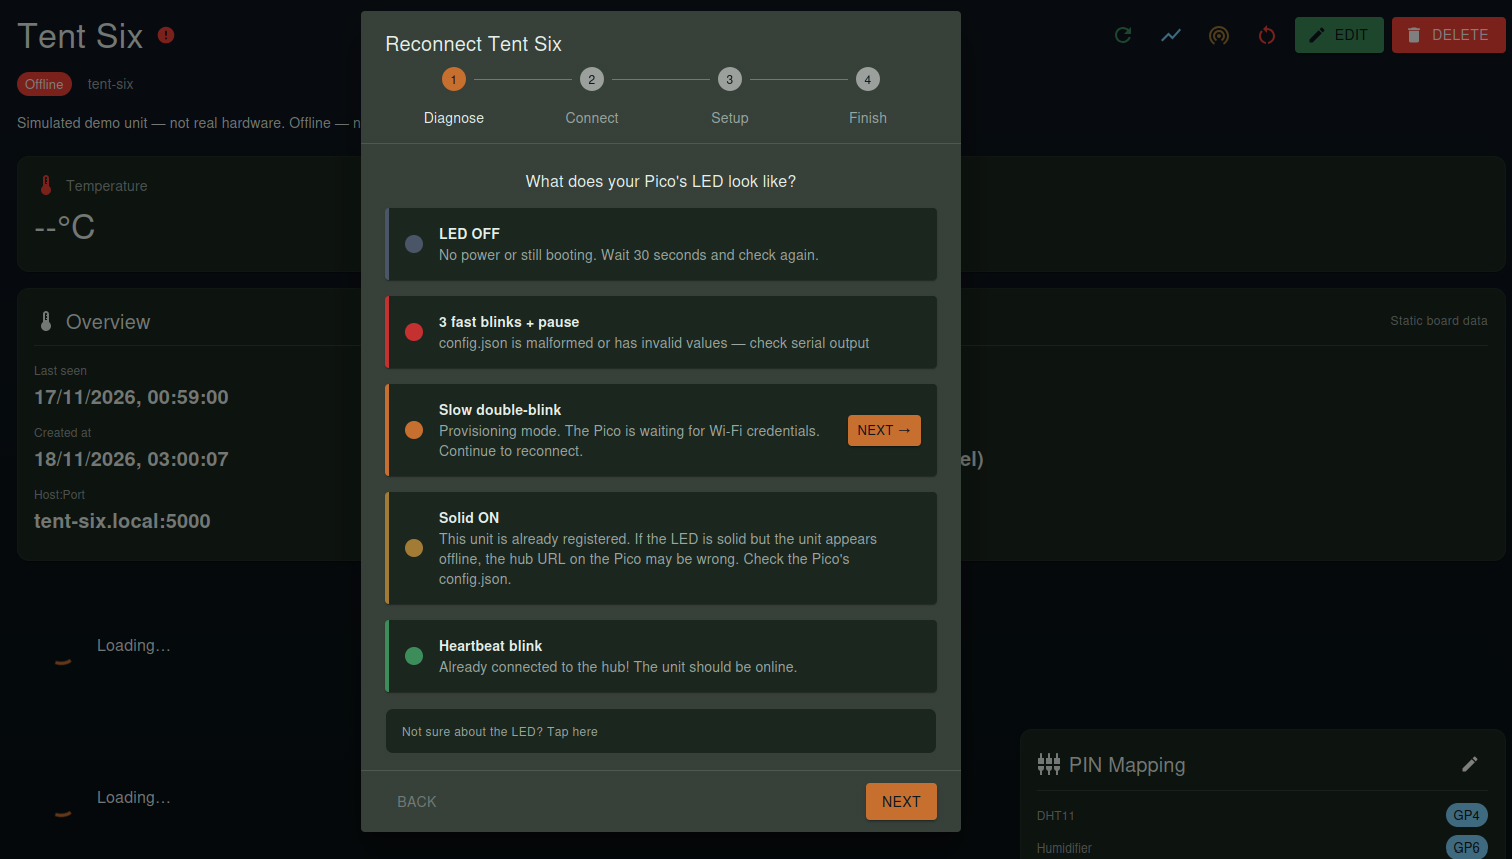 Tent Six
EDIT
DELETE
Offline
tent-six
Simulated demo unit — not real hardware. Offline — n
Temperature
--°C
Overview
Static board data
Last seen
17/11/2026, 00:59:00
Created at
18/11/2026, 03:00:07
el)
Host:Port
tent-six.local:5000
Loading…
Loading…
PIN Mapping
DHT11
GP4
Humidifier
GP6
Reconnect Tent Six
1
2
3
4
Diagnose
Connect
Setup
Finish
What does your Pico's LED look like?
LED OFF
No power or still booting. Wait 30 seconds and check again.
3 fast blinks + pause
config.json is malformed or has invalid values — check serial output
Slow double-blink
Provisioning mode. The Pico is waiting for Wi-Fi credentials.
Continue to reconnect.
NEXT →
Solid ON
This unit is already registered. If the LED is solid but the unit appears
offline, the hub URL on the Pico may be wrong. Check the Pico's
config.json.
Heartbeat blink
Already connected to the hub! The unit should be online.
Not sure about the LED? Tap here
BACK
NEXT